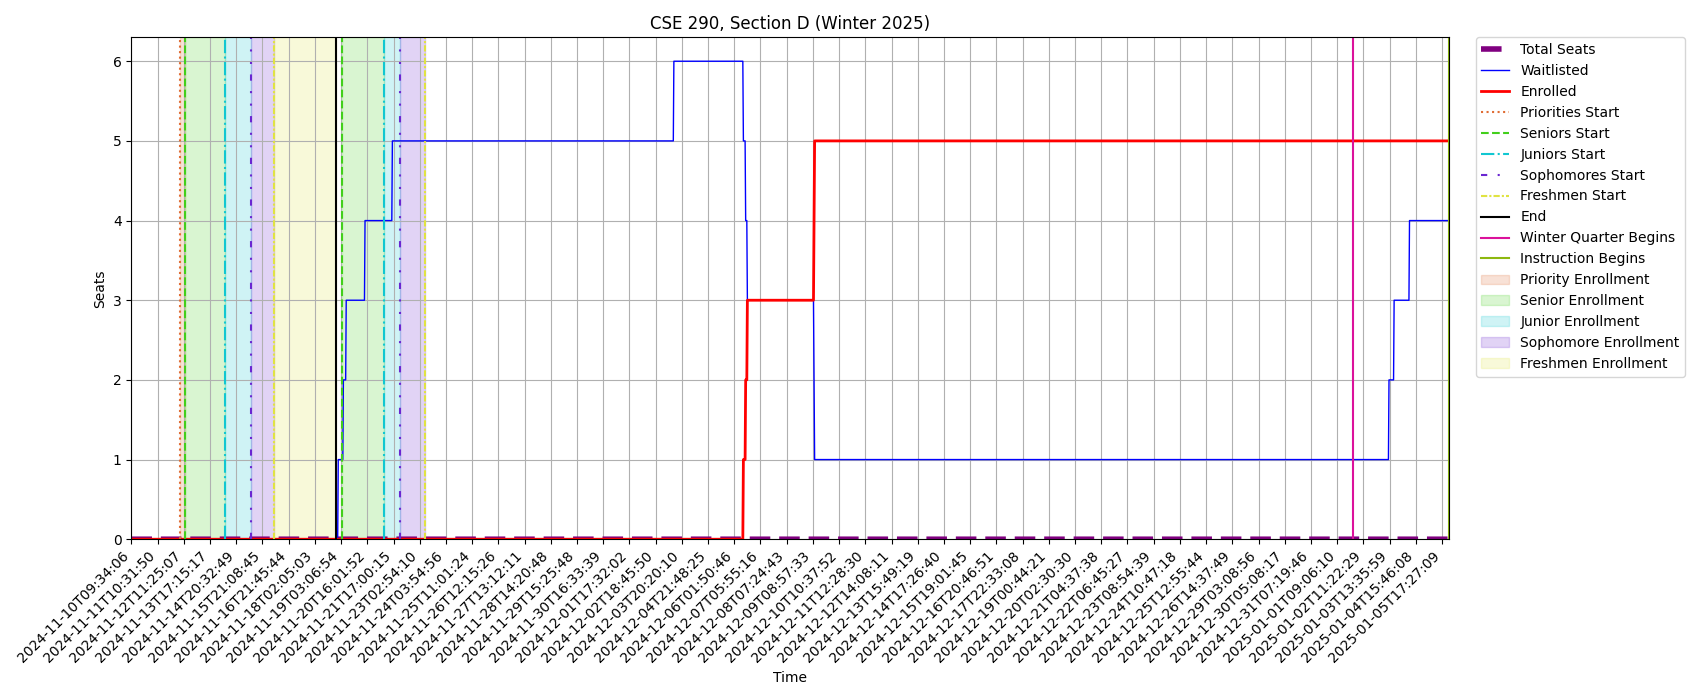 CSE 290, Section D (Winter 2025)
Seats
6
5
4
3
2
1
0
2024-11-10T09:34:06
2024-11-11T10:31:50
2024-11-12T11:25:07
2024-11-13T17:15:17
2024-11-14T20:32:49
2024-11-15T21:08:45
2024-11-16T21:45:44
2024-11-18T02:05:03
2024-11-19T03:06:54
2024-11-20T16:01:52
2024-11-21T17:00:15
2024-11-23T02:54:10
2024-11-24T03:54:56
2024-11-25T11:01:24
2024-11-26T12:15:26
2024-11-27T13:12:11
2024-11-28T14:20:48
2024-11-29T15:25:48
2024-11-30T16:33:39
2024-12-01T17:32:02
2024-12-02T18:45:50
2024-12-03T20:20:10
2024-12-04T21:48:25
2024-12-06T01:50:46
2024-12-07T05:55:16
2024-12-08T07:24:43
2024-12-09T08:57:33
2024-12-10T10:37:52
2024-12-11T12:28:30
2024-12-12T14:08:11
2024-12-13T15:49:19
2024-12-14T17:26:40
2024-12-15T19:01:45
2024-12-16T20:46:51
2024-12-17T22:33:08
2024-12-19T00:44:21
2024-12-20T02:30:30
2024-12-21T04:37:38
2024-12-22T06:45:27
2024-12-23T08:54:39
2024-12-24T10:47:18
2024-12-25T12:55:44
2024-12-26T14:37:49
2024-12-29T03:08:56
2024-12-30T05:08:17
2024-12-31T07:19:46
2025-01-01T09:06:10
2025-01-02T11:22:29
2025-01-03T13:35:59
2025-01-04T15:46:08
2025-01-05T17:27:09
Time
Total Seats
Waitlisted
Enrolled
Priorities Start
Seniors Start
Juniors Start
Sophomores Start
Freshmen Start
End
Winter Quarter Begins
Instruction Begins
Priority Enrollment
Senior Enrollment
Junior Enrollment
Sophomore Enrollment
Freshmen Enrollment